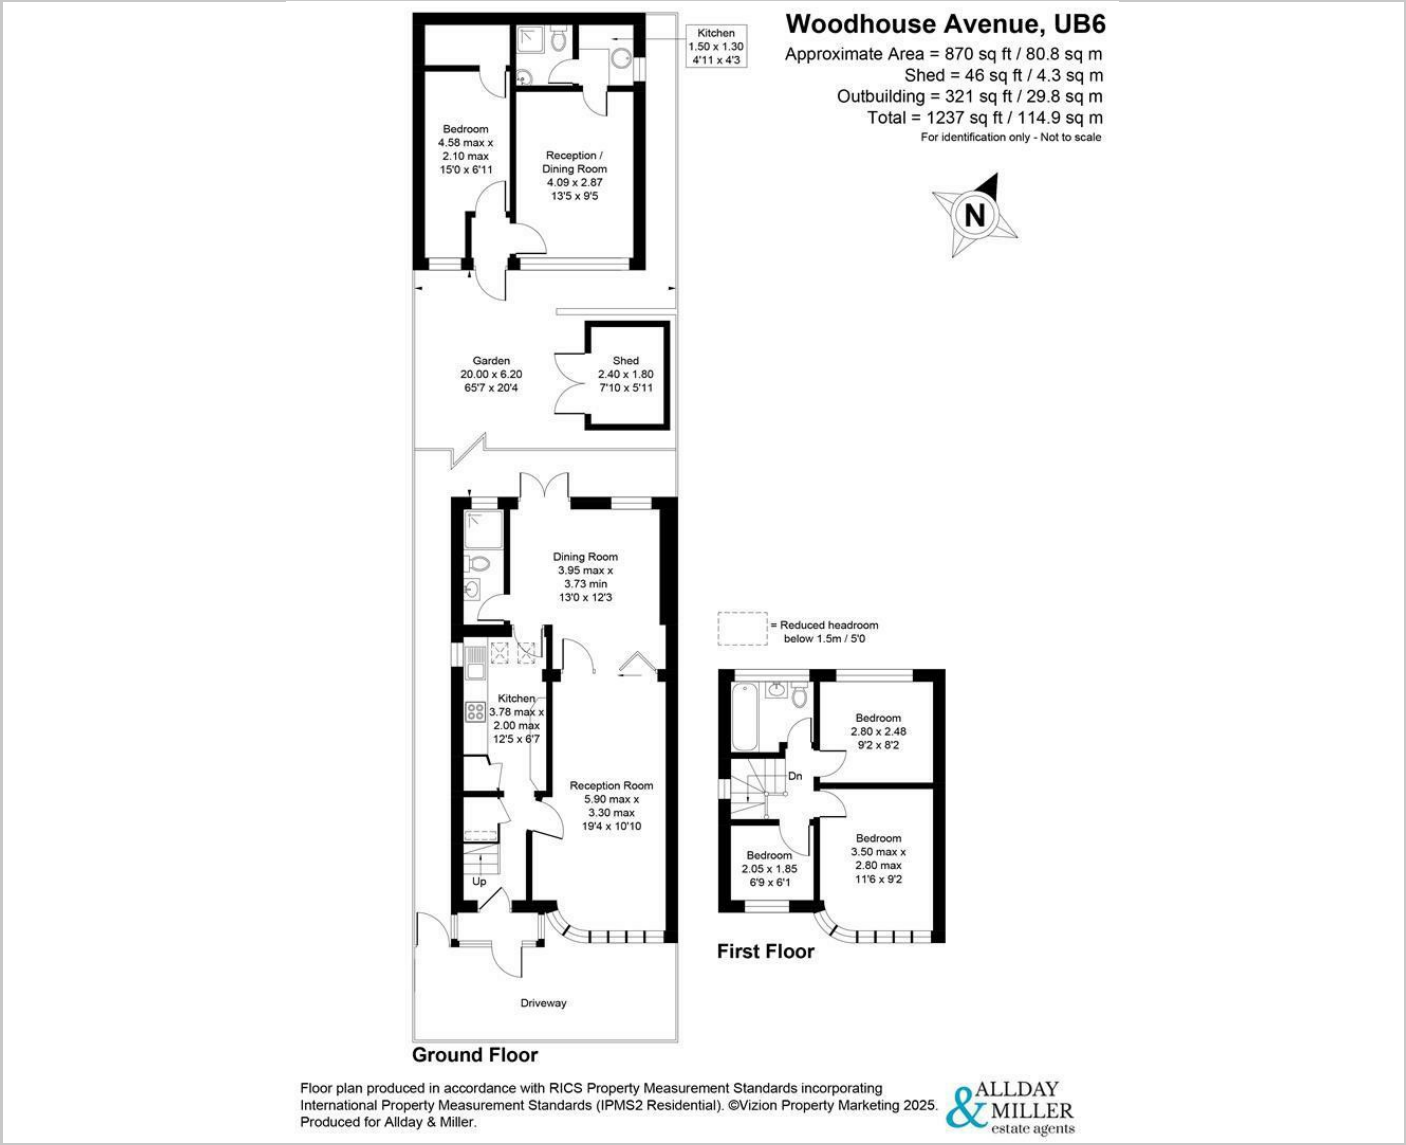 Woodhouse Avenue, UB6
Approximate Area = 870 sq ft / 80.8 sq m
Shed = 46 sq ft / 4.3 sq m
Outbuilding = 321 sq ft / 29.8 sq m
Total = 1237 sq ft / 114.9 sq m
For identification only - Not to scale
N
Kitchen
1.50 x 1.30
4'11 x 4'3
Bedroom
4.58 max x
2.10 max
15'0 x 6'11
Reception /
Dining Room
4.09 x 2.87
13'5 x 9'5
Garden
20.00 x 6.20
65'7 x 20'4
Shed
2.40 x 1.80
7'10 x 5'11
Dining Room
3.95 max x
3.73 min
13'0 x 12'3
Kitchen
3.78 max x
2.00 max
12'5 x 6'7
Reception Room
5.90 max x
3.30 max
19'4 x 10'10
Up
Driveway
Ground Floor
= Reduced headroom
below 1.5m / 5'0
Bedroom
2.80 x 2.48
9'2 x 8'2
Dn
Bedroom
2.05 x 1.85
6'9 x 6'1
Bedroom
3.50 max x
2.80 max
11'6 x 9'2
First Floor
Floor plan produced in accordance with RICS Property Measurement Standards incorporating
International Property Measurement Standards (IPMS2 Residential). ©Vizion Property Marketing 2025.
Produced for Allday & Miller.
ALLDAY
& MILLER
estate agents